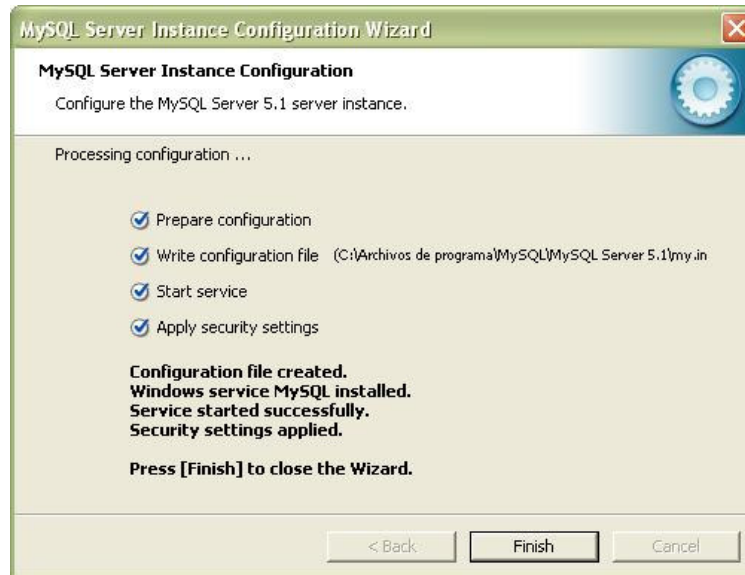 MySQL Server Instance Configuration Wizard
MySQL Server Instance Configuration
Configure the MySQL Server 5.1 server instance.
Processing configuration ...
Prepare configuration
Write configuration file (C:\Archivos de programa\MySQL\MySQL Server 5.1\my.in
Start service
Apply security settings
Configuration file created.
Windows service MySQL installed.
Service started successfully.
Security settings applied.
Press [Finish] to close the Wizard.
< Back Finish Cancel